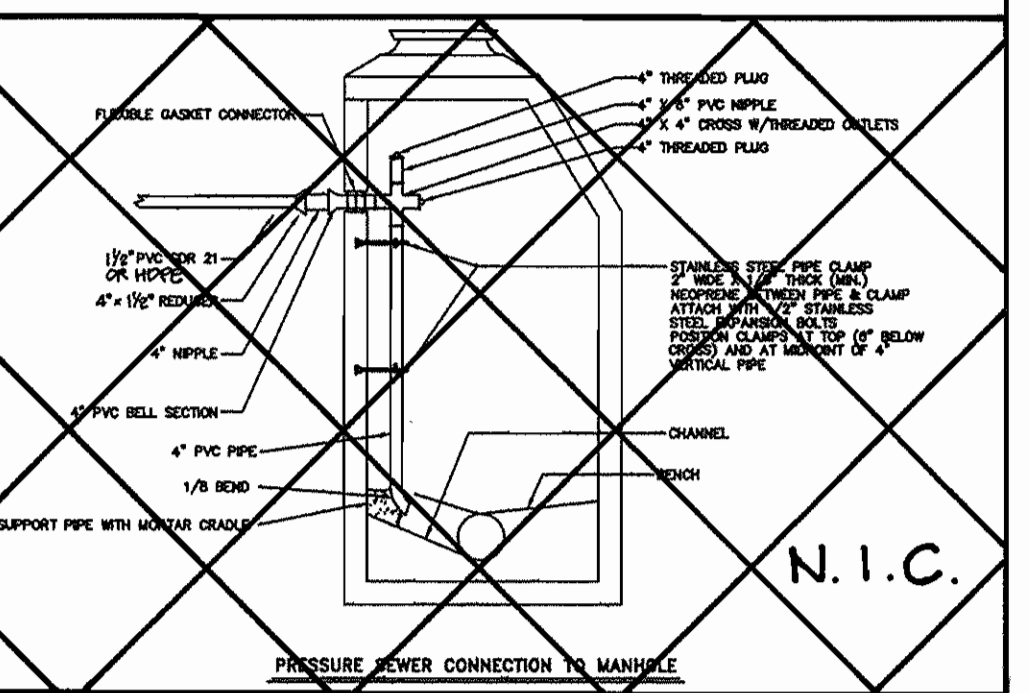 FLEXIBLE GASKET CONNECTOR
1½" PVC SDR 21
OR HDPE
4" x 1½" REDUCER
4" NIPPLE
4" PVC BELL SECTION
4" PVC PIPE
1/8 BEND
SUPPORT PIPE WITH MORTAR CRADLE
4" THREADED PLUG
4" X 6" PVC NIPPLE
4" X 4" CROSS W/THREADED OUTLETS
4" THREADED PLUG
STAINLESS STEEL PIPE CLAMP
2" WIDE X THICK (MIN.)
NEOPRENE BETWEEN PIPE & CLAMP
ATTACH WITH 1/2" STAINLESS
STEEL EXPANSION BOLTS
POSITION CLAMPS AT TOP (6" BELOW
CROSS) AND AT MIDPOINT OF 4"
VERTICAL PIPE
CHANNEL
BENCH
N.I.C.
PRESSURE SEWER CONNECTION TO MANHOLE